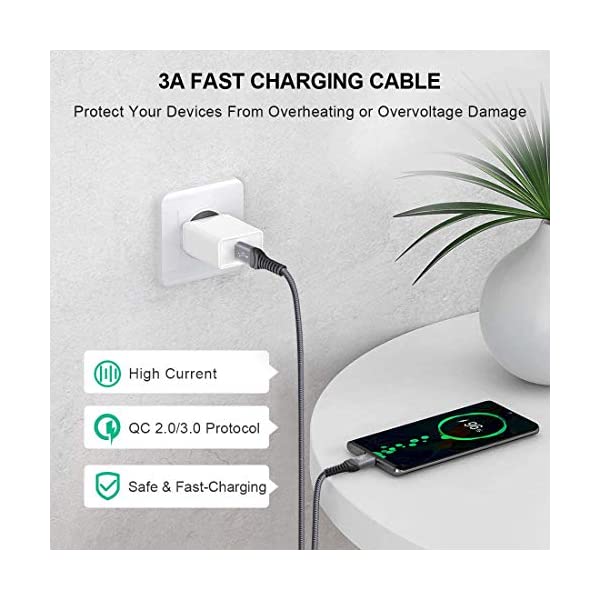 3A FAST CHARGING CABLE
Protect Your Devices From Overheating or Overvoltage Damage
High Current
QC 2.0/3.0 Protocol
Safe & Fast-Charging
96%